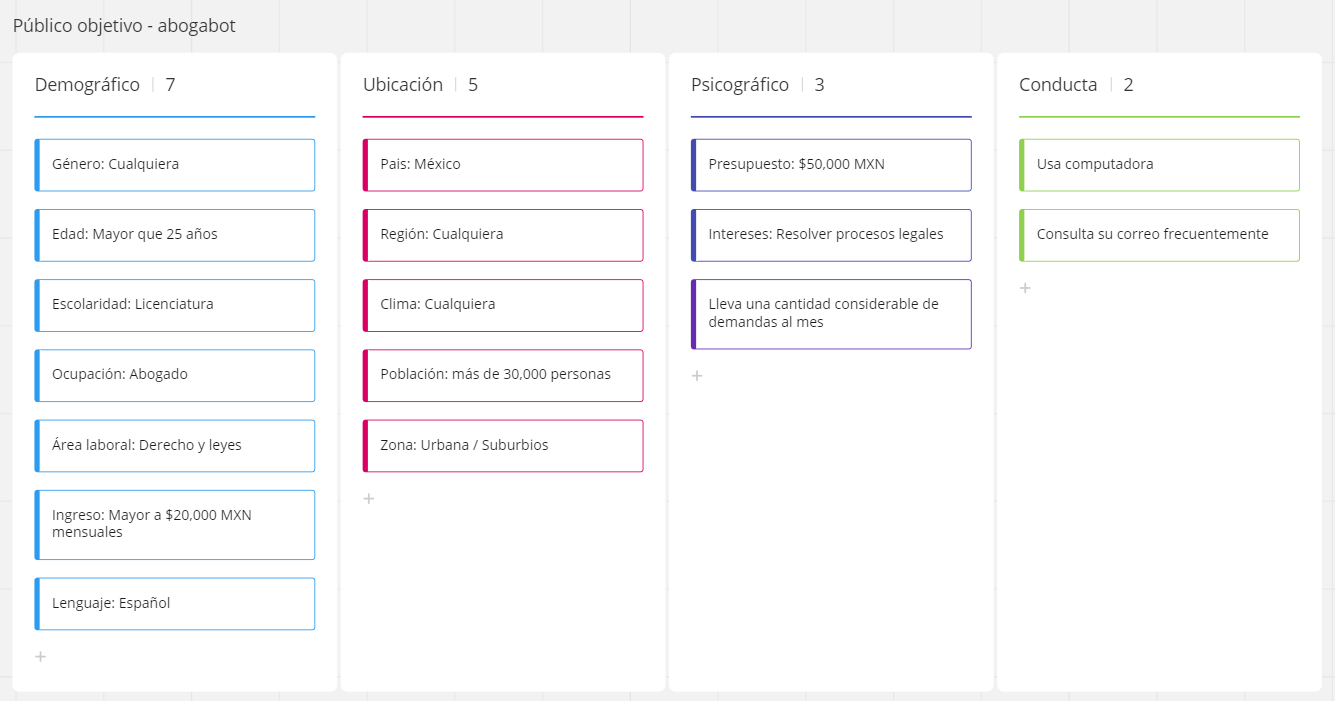 Público objetivo - abogabot
Demográfico | 7
Género: Cualquiera
Edad: Mayor que 25 años
Escolaridad: Licenciatura
Ocupación: Abogado
Área laboral: Derecho y leyes
Ingreso: Mayor a $20,000 MXN
mensuales
Lenguaje: Español
+
Ubicación | 5
Pais: México
Región: Cualquiera
Clima: Cualquiera
Población: más de 30,000 personas
Zona: Urbana / Suburbios
+
Psicográfico | 3
Presupuesto: $50,000 MXN
Intereses: Resolver procesos legales
Lleva una cantidad considerable de
demandas al mes
+
Conducta | 2
Usa computadora
Consulta su correo frecuentemente
+